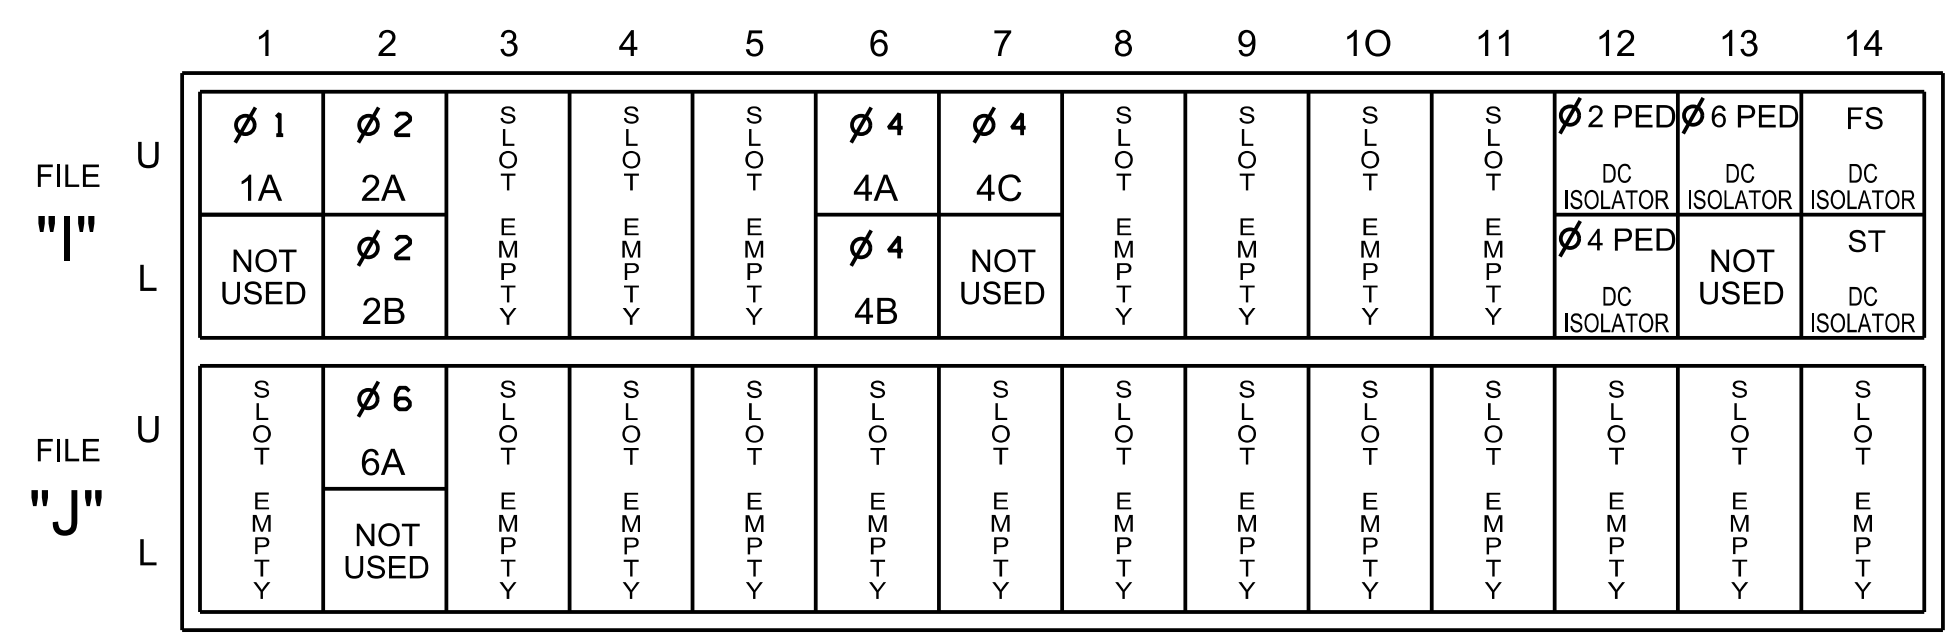 1 2 3 4 5 6 7 8 9 10 11 12 13 14
FILE "I"
U
Ø 1 1A
Ø 2 2A
SLOT EMPTY
SLOT EMPTY
SLOT EMPTY
Ø 4 4A
Ø 4 4C
SLOT EMPTY
SLOT EMPTY
SLOT EMPTY
SLOT EMPTY
Ø 2 PED DC ISOLATOR
Ø 6 PED DC ISOLATOR
FS DC ISOLATOR
L
NOT USED
Ø 2 2B
Ø 4 4B
NOT USED
Ø 4 PED DC ISOLATOR
NOT USED
ST DC ISOLATOR
FILE "J"
U
SLOT EMPTY
Ø 6 6A
SLOT EMPTY
SLOT EMPTY
SLOT EMPTY
SLOT EMPTY
SLOT EMPTY
SLOT EMPTY
SLOT EMPTY
SLOT EMPTY
SLOT EMPTY
SLOT EMPTY
SLOT EMPTY
SLOT EMPTY
L
NOT USED